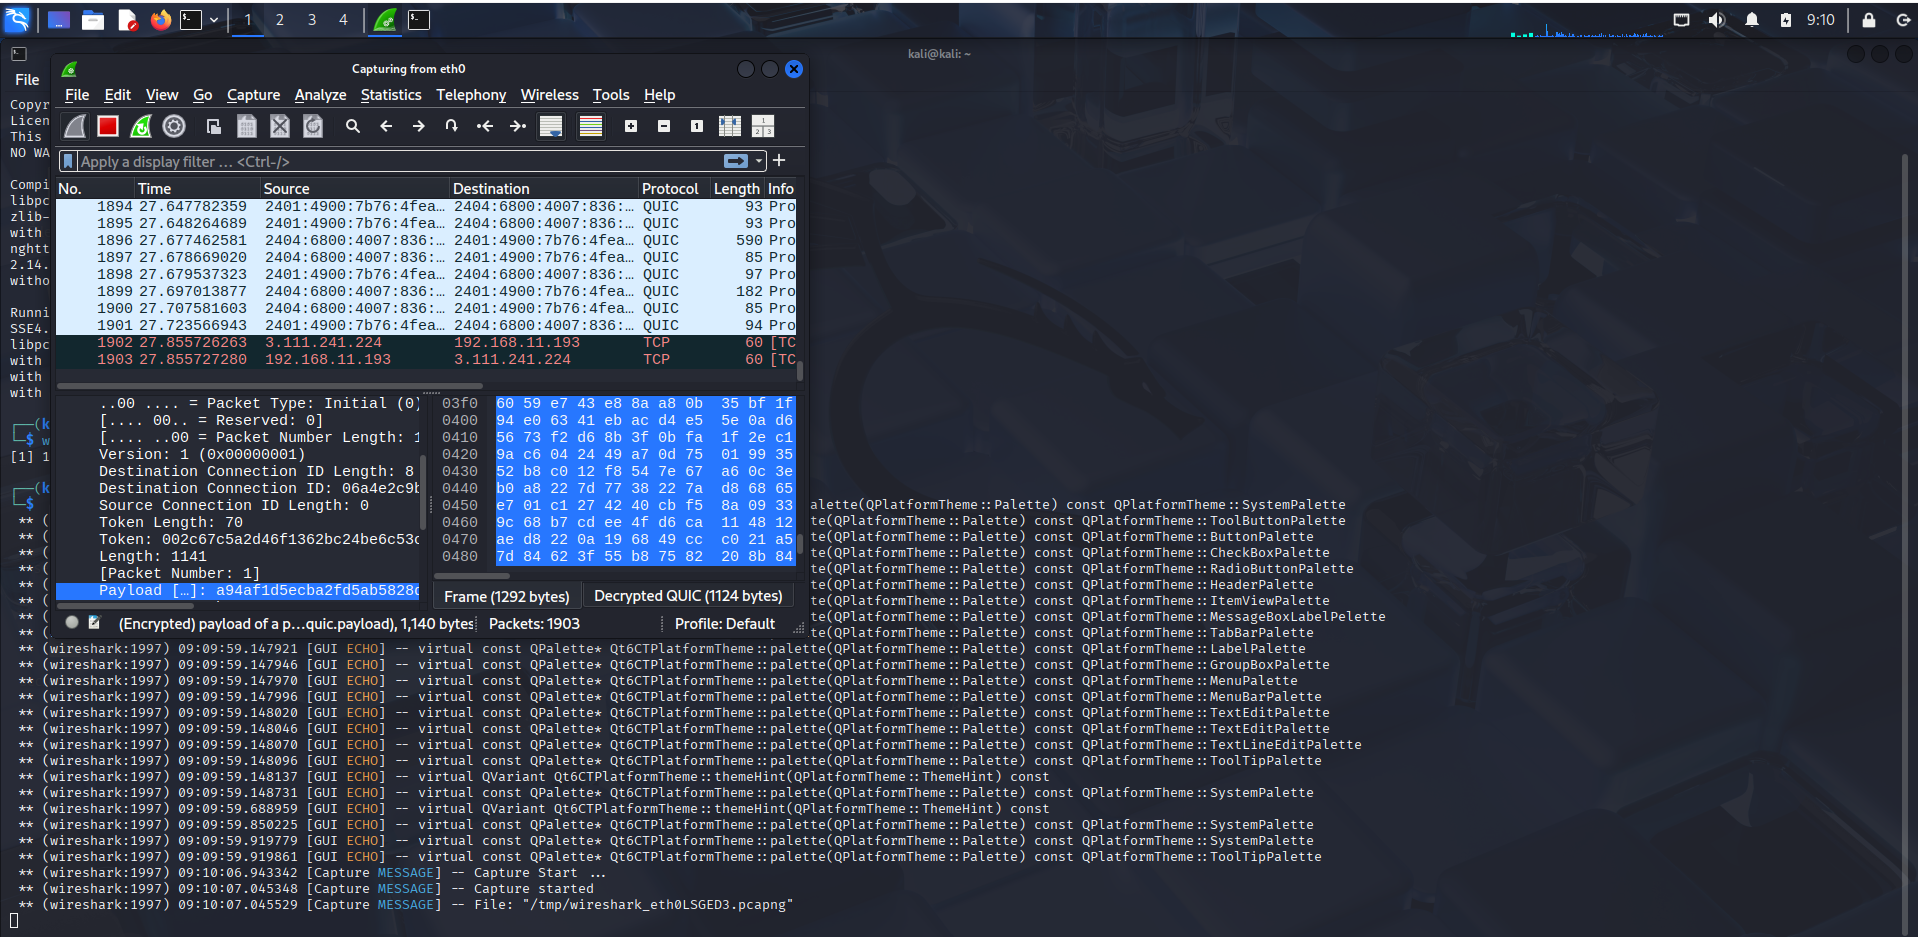 1 2 3 4 9:10
kali@kali: ~
File
Copyr
Licen
This
NO WA
Compi
libpc
zlib-
with
nghtt
2.14.
witho
Runni
SSE4.
libpc
with
with
with
┌──(k
└─$ w
[1] 1
┌──(k
└─$
Capturing from eth0
File Edit View Go Capture Analyze Statistics Telephony Wireless Tools Help
Apply a display filter … <Ctrl-/>
No. Time Source Destination Protocol Length Info
1894 27.647782359 2401:4900:7b76:4fea… 2404:6800:4007:836:… QUIC 93 Pro
1895 27.648264689 2401:4900:7b76:4fea… 2404:6800:4007:836:… QUIC 93 Pro
1896 27.677462581 2404:6800:4007:836:… 2401:4900:7b76:4fea… QUIC 590 Pro
1897 27.678669020 2404:6800:4007:836:… 2401:4900:7b76:4fea… QUIC 85 Pro
1898 27.679537323 2401:4900:7b76:4fea… 2404:6800:4007:836:… QUIC 97 Pro
1899 27.697013877 2404:6800:4007:836:… 2401:4900:7b76:4fea… QUIC 182 Pro
1900 27.707581603 2404:6800:4007:836:… 2401:4900:7b76:4fea… QUIC 85 Pro
1901 27.723566943 2401:4900:7b76:4fea… 2404:6800:4007:836:… QUIC 94 Pro
1902 27.855726263 3.111.241.224 192.168.11.193 TCP 60 [TC
1903 27.855727280 192.168.11.193 3.111.241.224 TCP 60 [TC
..00 .... = Packet Type: Initial (0)
[.... 00.. = Reserved: 0]
[.... ..00 = Packet Number Length: 1
Version: 1 (0x00000001)
Destination Connection ID Length: 8
Destination Connection ID: 06a4e2c9b
Source Connection ID Length: 0
Token Length: 70
Token: 002c67c5a2d46f1362bc24be6c53c
Length: 1141
[Packet Number: 1]
Payload […]: a94af1d5ecba2fd5ab5828d
03f0 60 59 e7 43 e8 8a a8 0b 35 bf 1f
0400 94 e0 63 41 eb ac d4 e5 5e 0a d6
0410 56 73 f2 d6 8b 3f 0b fa 1f 2e c1
0420 9a c6 04 24 49 a7 0d 75 01 99 35
0430 52 b8 c0 12 f8 54 7e 67 a6 0c 3e
0440 b0 a8 22 7d 77 38 22 7a d8 68 65
0450 e7 01 c1 27 42 40 cb f5 8a 09 33
0460 9c 68 b7 cd ee 4f d6 ca 11 48 12
0470 ae d8 22 0a 19 68 49 cc c0 21 a5
0480 7d 84 62 3f 55 b8 75 82 20 8b 84
Frame (1292 bytes) Decrypted QUIC (1124 bytes)
(Encrypted) payload of a p…quic.payload), 1,140 bytes Packets: 1903 Profile: Default
alette(QPlatformTheme::Palette) const QPlatformTheme::SystemPalette
** ( te(QPlatformTheme::Palette) const QPlatformTheme::ToolButtonPalette
** ( te(QPlatformTheme::Palette) const QPlatformTheme::ButtonPalette
** ( te(QPlatformTheme::Palette) const QPlatformTheme::CheckBoxPalette
** ( te(QPlatformTheme::Palette) const QPlatformTheme::RadioButtonPalette
** ( te(QPlatformTheme::Palette) const QPlatformTheme::HeaderPalette
** ( te(QPlatformTheme::Palette) const QPlatformTheme::ItemViewPalette
** ( te(QPlatformTheme::Palette) const QPlatformTheme::MessageBoxLabelPelette
** ( te(QPlatformTheme::Palette) const QPlatformTheme::TabBarPalette
** (wireshark:1997) 09:09:59.147921 [GUI ECHO] -- virtual const QPalette* Qt6CTPlatformTheme::palette(QPlatformTheme::Palette) const QPlatformTheme::LabelPalette
** (wireshark:1997) 09:09:59.147946 [GUI ECHO] -- virtual const QPalette* Qt6CTPlatformTheme::palette(QPlatformTheme::Palette) const QPlatformTheme::GroupBoxPalette
** (wireshark:1997) 09:09:59.147970 [GUI ECHO] -- virtual const QPalette* Qt6CTPlatformTheme::palette(QPlatformTheme::Palette) const QPlatformTheme::MenuPalette
** (wireshark:1997) 09:09:59.147996 [GUI ECHO] -- virtual const QPalette* Qt6CTPlatformTheme::palette(QPlatformTheme::Palette) const QPlatformTheme::MenuBarPalette
** (wireshark:1997) 09:09:59.148020 [GUI ECHO] -- virtual const QPalette* Qt6CTPlatformTheme::palette(QPlatformTheme::Palette) const QPlatformTheme::TextEditPalette
** (wireshark:1997) 09:09:59.148046 [GUI ECHO] -- virtual const QPalette* Qt6CTPlatformTheme::palette(QPlatformTheme::Palette) const QPlatformTheme::TextEditPalette
** (wireshark:1997) 09:09:59.148070 [GUI ECHO] -- virtual const QPalette* Qt6CTPlatformTheme::palette(QPlatformTheme::Palette) const QPlatformTheme::TextLineEditPalette
** (wireshark:1997) 09:09:59.148096 [GUI ECHO] -- virtual const QPalette* Qt6CTPlatformTheme::palette(QPlatformTheme::Palette) const QPlatformTheme::ToolTipPalette
** (wireshark:1997) 09:09:59.148137 [GUI ECHO] -- virtual QVariant Qt6CTPlatformTheme::themeHint(QPlatformTheme::ThemeHint) const
** (wireshark:1997) 09:09:59.148731 [GUI ECHO] -- virtual const QPalette* Qt6CTPlatformTheme::palette(QPlatformTheme::Palette) const QPlatformTheme::SystemPalette
** (wireshark:1997) 09:09:59.688959 [GUI ECHO] -- virtual QVariant Qt6CTPlatformTheme::themeHint(QPlatformTheme::ThemeHint) const
** (wireshark:1997) 09:09:59.850225 [GUI ECHO] -- virtual const QPalette* Qt6CTPlatformTheme::palette(QPlatformTheme::Palette) const QPlatformTheme::SystemPalette
** (wireshark:1997) 09:09:59.919779 [GUI ECHO] -- virtual const QPalette* Qt6CTPlatformTheme::palette(QPlatformTheme::Palette) const QPlatformTheme::SystemPalette
** (wireshark:1997) 09:09:59.919861 [GUI ECHO] -- virtual const QPalette* Qt6CTPlatformTheme::palette(QPlatformTheme::Palette) const QPlatformTheme::ToolTipPalette
** (wireshark:1997) 09:10:06.943342 [Capture MESSAGE] -- Capture Start ...
** (wireshark:1997) 09:10:07.045348 [Capture MESSAGE] -- Capture started
** (wireshark:1997) 09:10:07.045529 [Capture MESSAGE] -- File: "/tmp/wireshark_eth0LSGED3.pcapng"